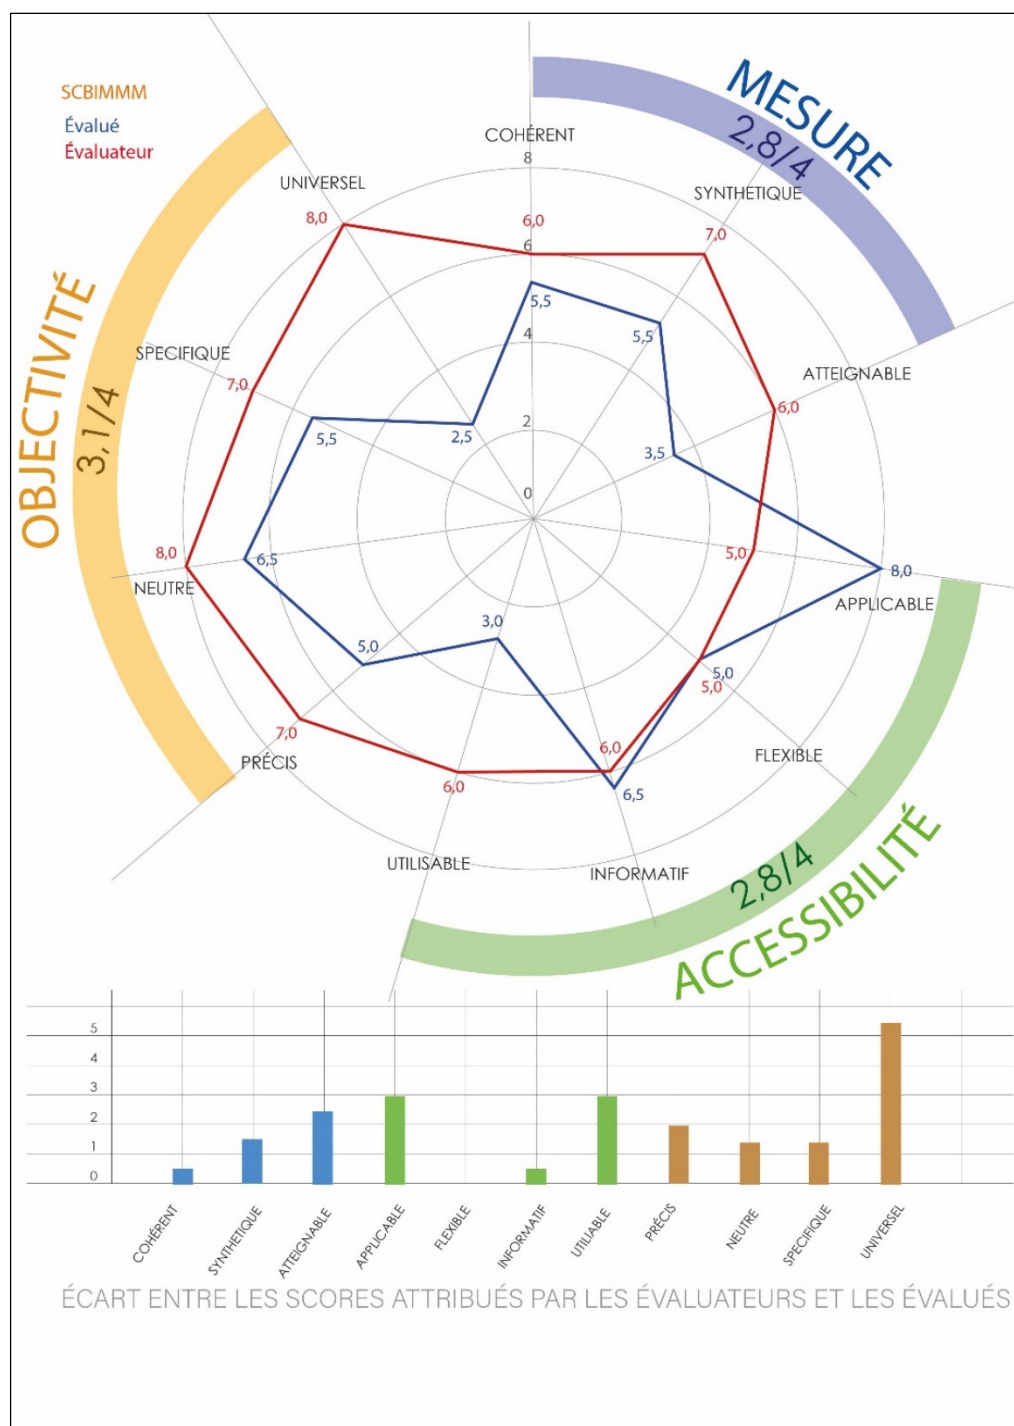 SCBIMMM
Évalué
Évaluateur
MESURE
2,8/4
OBJECTIVITÉ
3,1/4
ACCESSIBILITÉ
2,8/4
COHÉRENT
8
6,0
6
5,5
4
2
0
SYNTHETIQUE
7,0
5,5
ATTEIGNABLE
6,0
3,5
5,0
8,0
APPLICABLE
5,0
5,0
FLEXIBLE
6,0
6,5
INFORMATIF
3,0
6,0
UTILISABLE
5,0
7,0
PRÉCIS
8,0
6,5
NEUTRE
SPECIFIQUE
7,0
5,5
UNIVERSEL
8,0
2,5
5
4
3
2
1
0
COHÉRENT
SYNTHETIQUE
ATTEIGNABLE
APPLICABLE
FLEXIBLE
INFORMATIF
UTILIABLE
PRÉCIS
NEUTRE
SPECIFIQUE
UNIVERSEL
ÉCART ENTRE LES SCORES ATTRIBUÉS PAR LES ÉVALUATEURS ET LES ÉVALUÉS